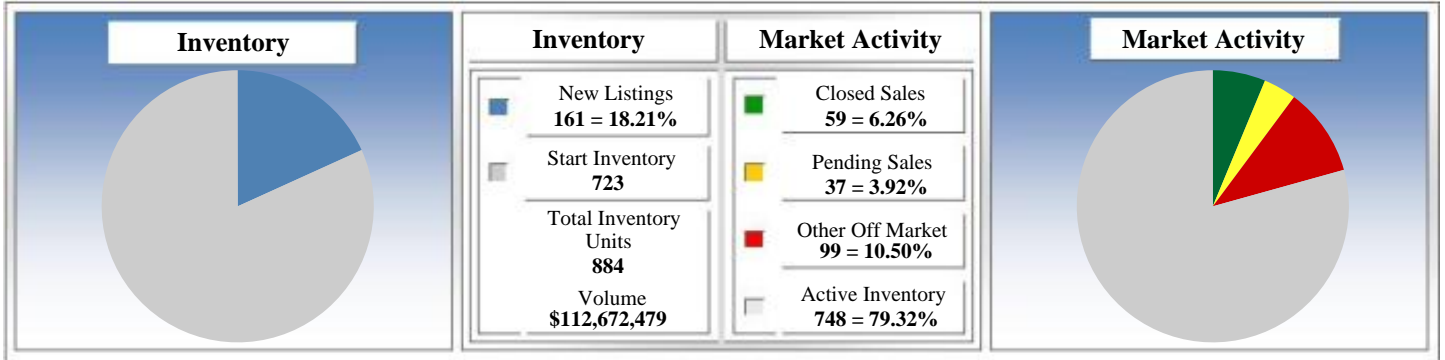 Inventory
Inventory
Market Activity
New Listings
161 = 18.21%
Start Inventory
723
Total Inventory
Units
884
Volume
$112,672,479
Closed Sales
59 = 6.26%
Pending Sales
37 = 3.92%
Other Off Market
99 = 10.50%
Active Inventory
748 = 79.32%
Market Activity